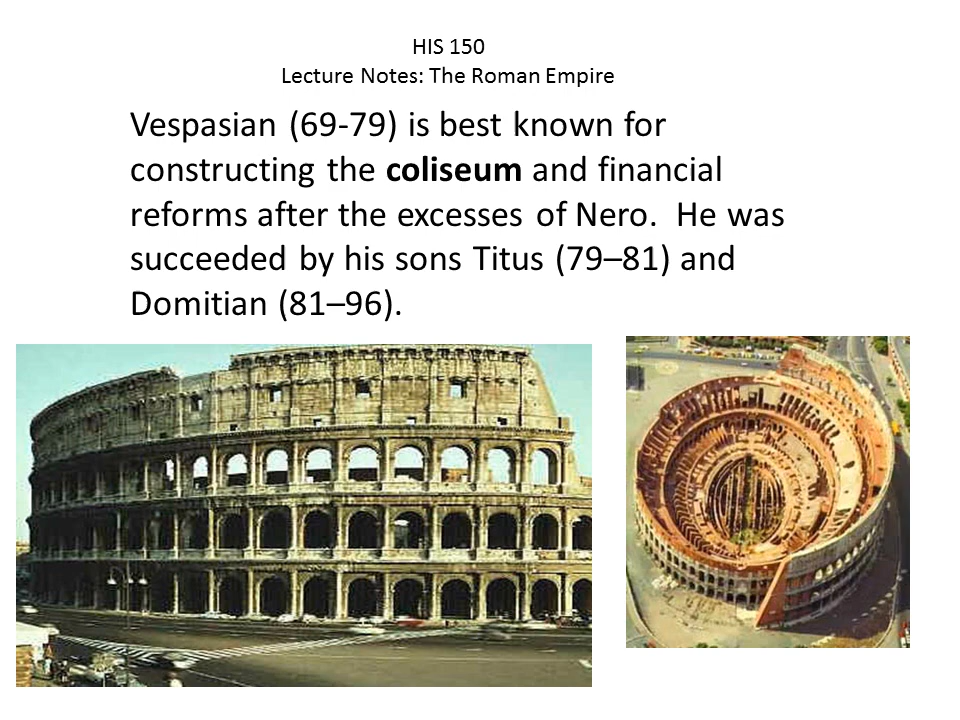 HIS 150
Lecture Notes: The Roman Empire
Vespasian (69-79) is best known for
constructing the coliseum and financial
reforms after the excesses of Nero.  He was
succeeded by his sons Titus (79–81) and
Domitian (81–96).